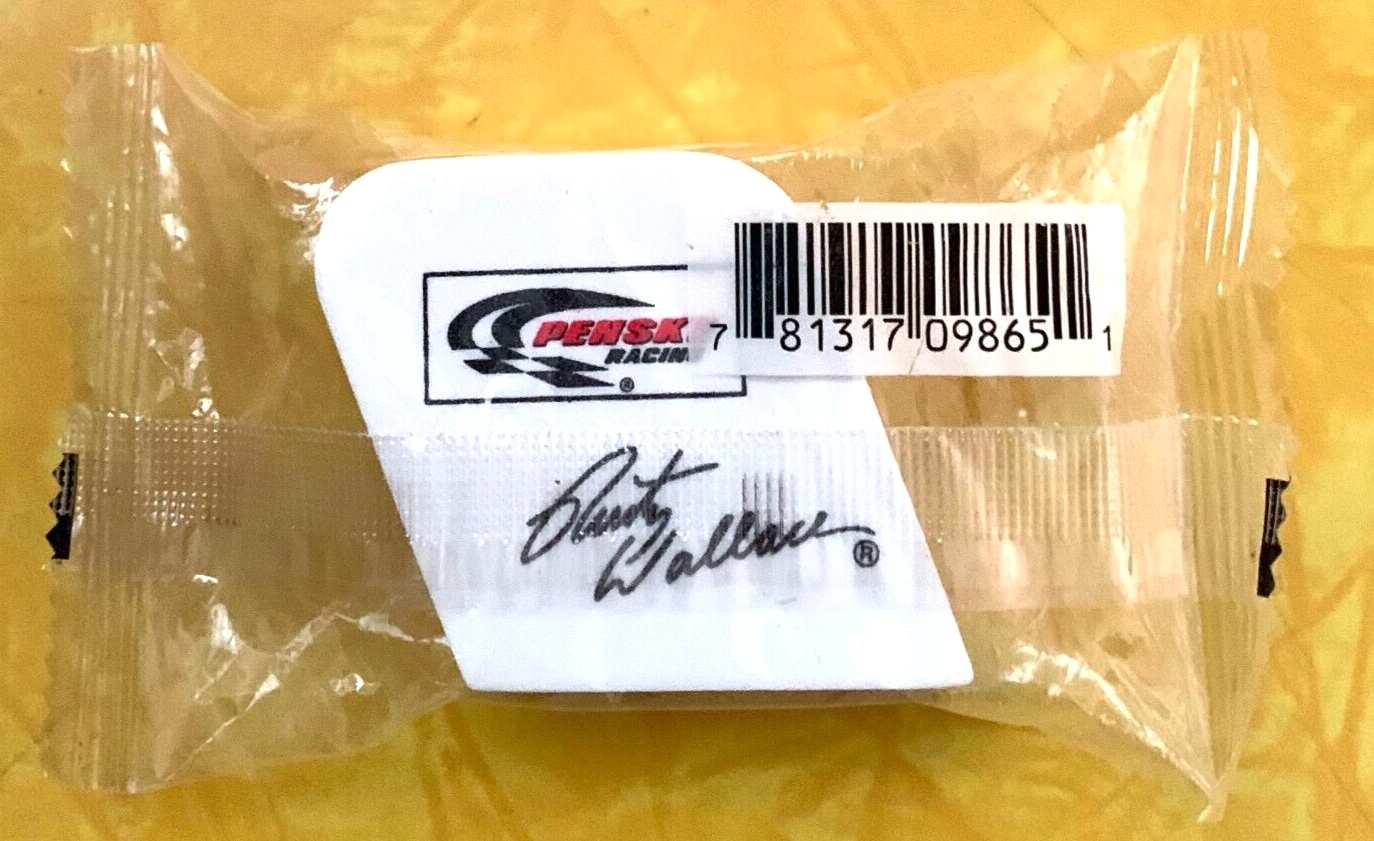 PENSK
RACIN
®
7 81317 09865 1
Rusty
Wallace ®